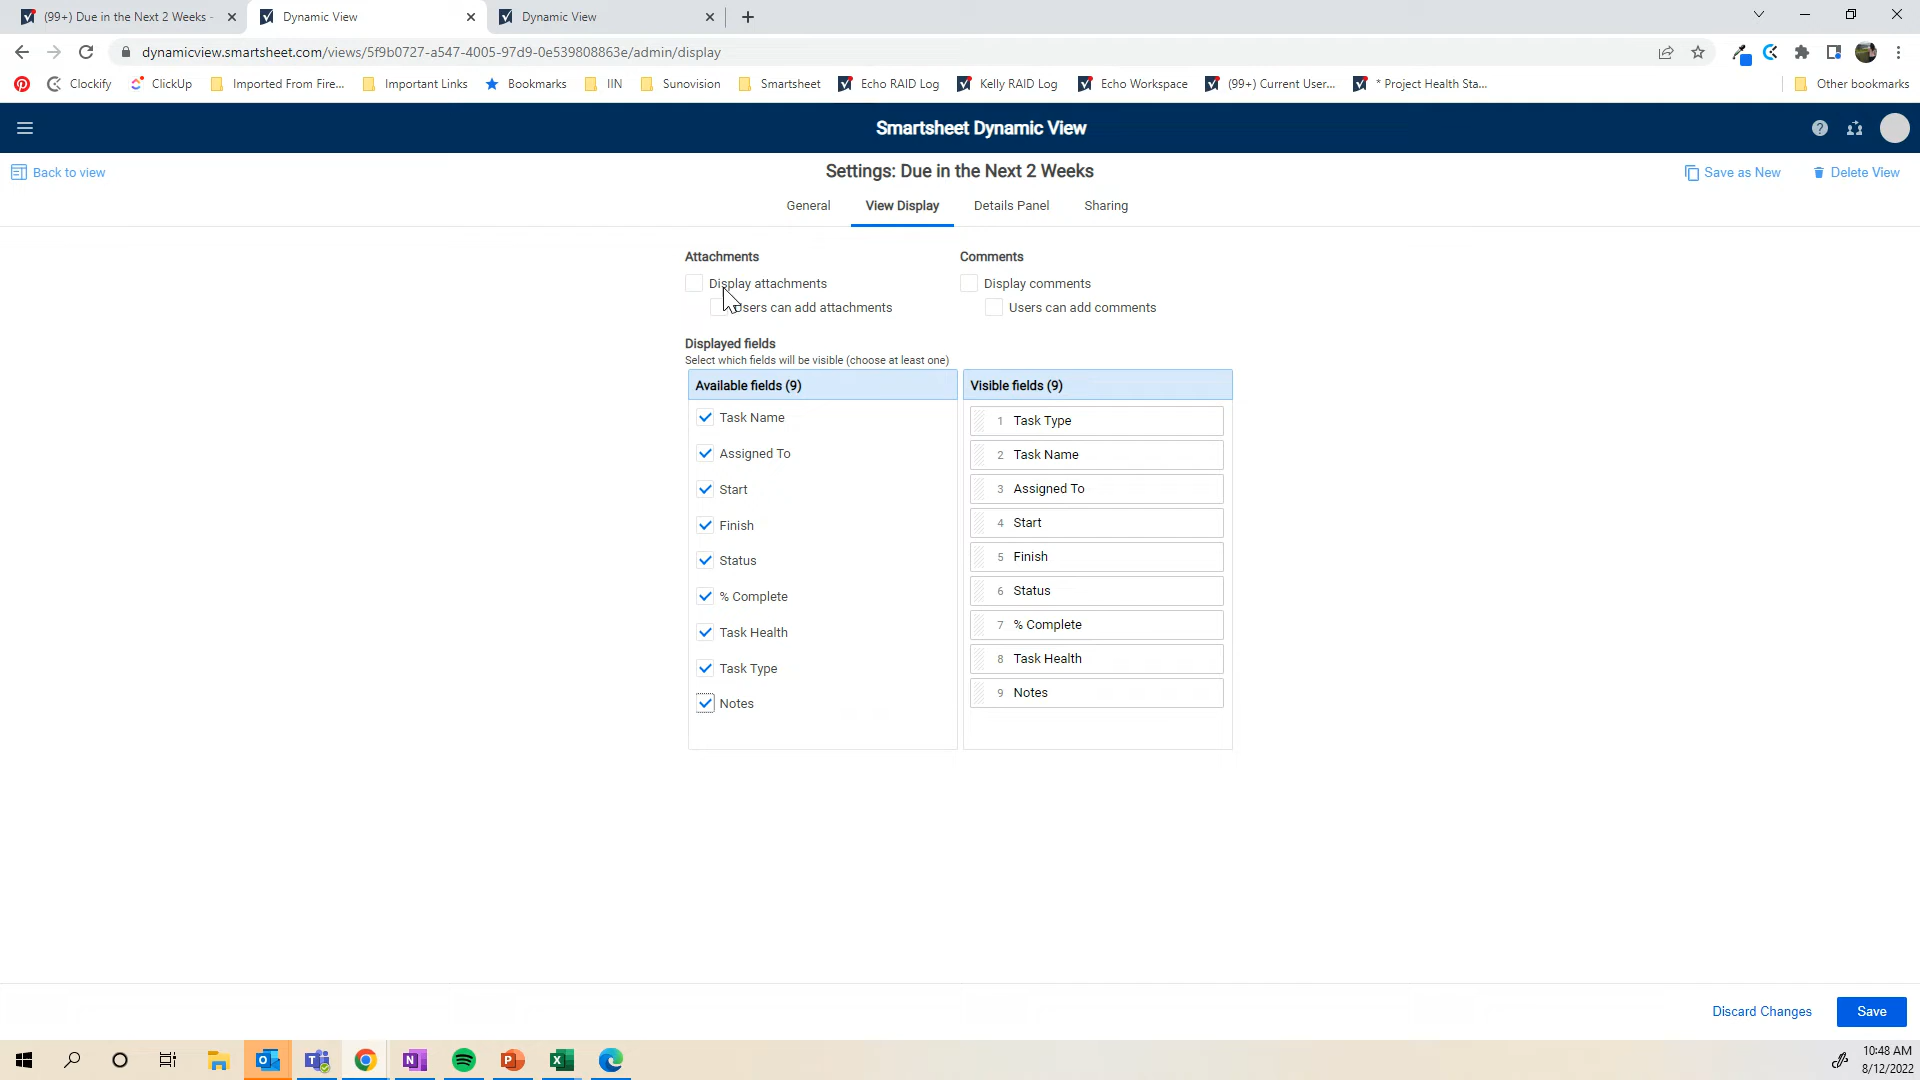 (99+) Due in the Next 2 Weeks -
Dynamic View
Dynamic View
dynamicview.smartsheet.com/views/5f9b0727-a547-4005-97d9-0e539808863e/admin/display
Clockify
ClickUp
Imported From Fire...
Important Links
Bookmarks
IIN
Sunovision
Smartsheet
Echo RAID Log
Kelly RAID Log
Echo Workspace
(99+) Current User...
* Project Health Sta...
Other bookmarks
Smartsheet Dynamic View
Back to view
Settings: Due in the Next 2 Weeks
Save as New
Delete View
General
View Display
Details Panel
Sharing
Attachments
Comments
Display attachments
Display comments
Users can add attachments
Users can add comments
Displayed fields
Select which fields will be visible (choose at least one)
Available fields (9)
Task Name
Assigned To
Start
Finish
Status
% Complete
Task Health
Task Type
Notes
Visible fields (9)
1 Task Type
2 Task Name
3 Assigned To
4 Start
5 Finish
6 Status
7 % Complete
8 Task Health
9 Notes
Discard Changes
Save
10:48 AM
8/12/2022